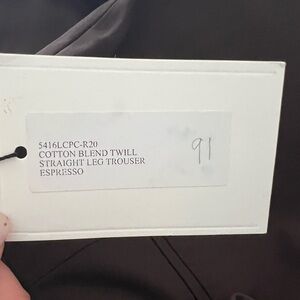 5416LCPC-R20
COTTON BLEND TWILL
STRAIGHT LEG TROUSER
ESPRESSO
91